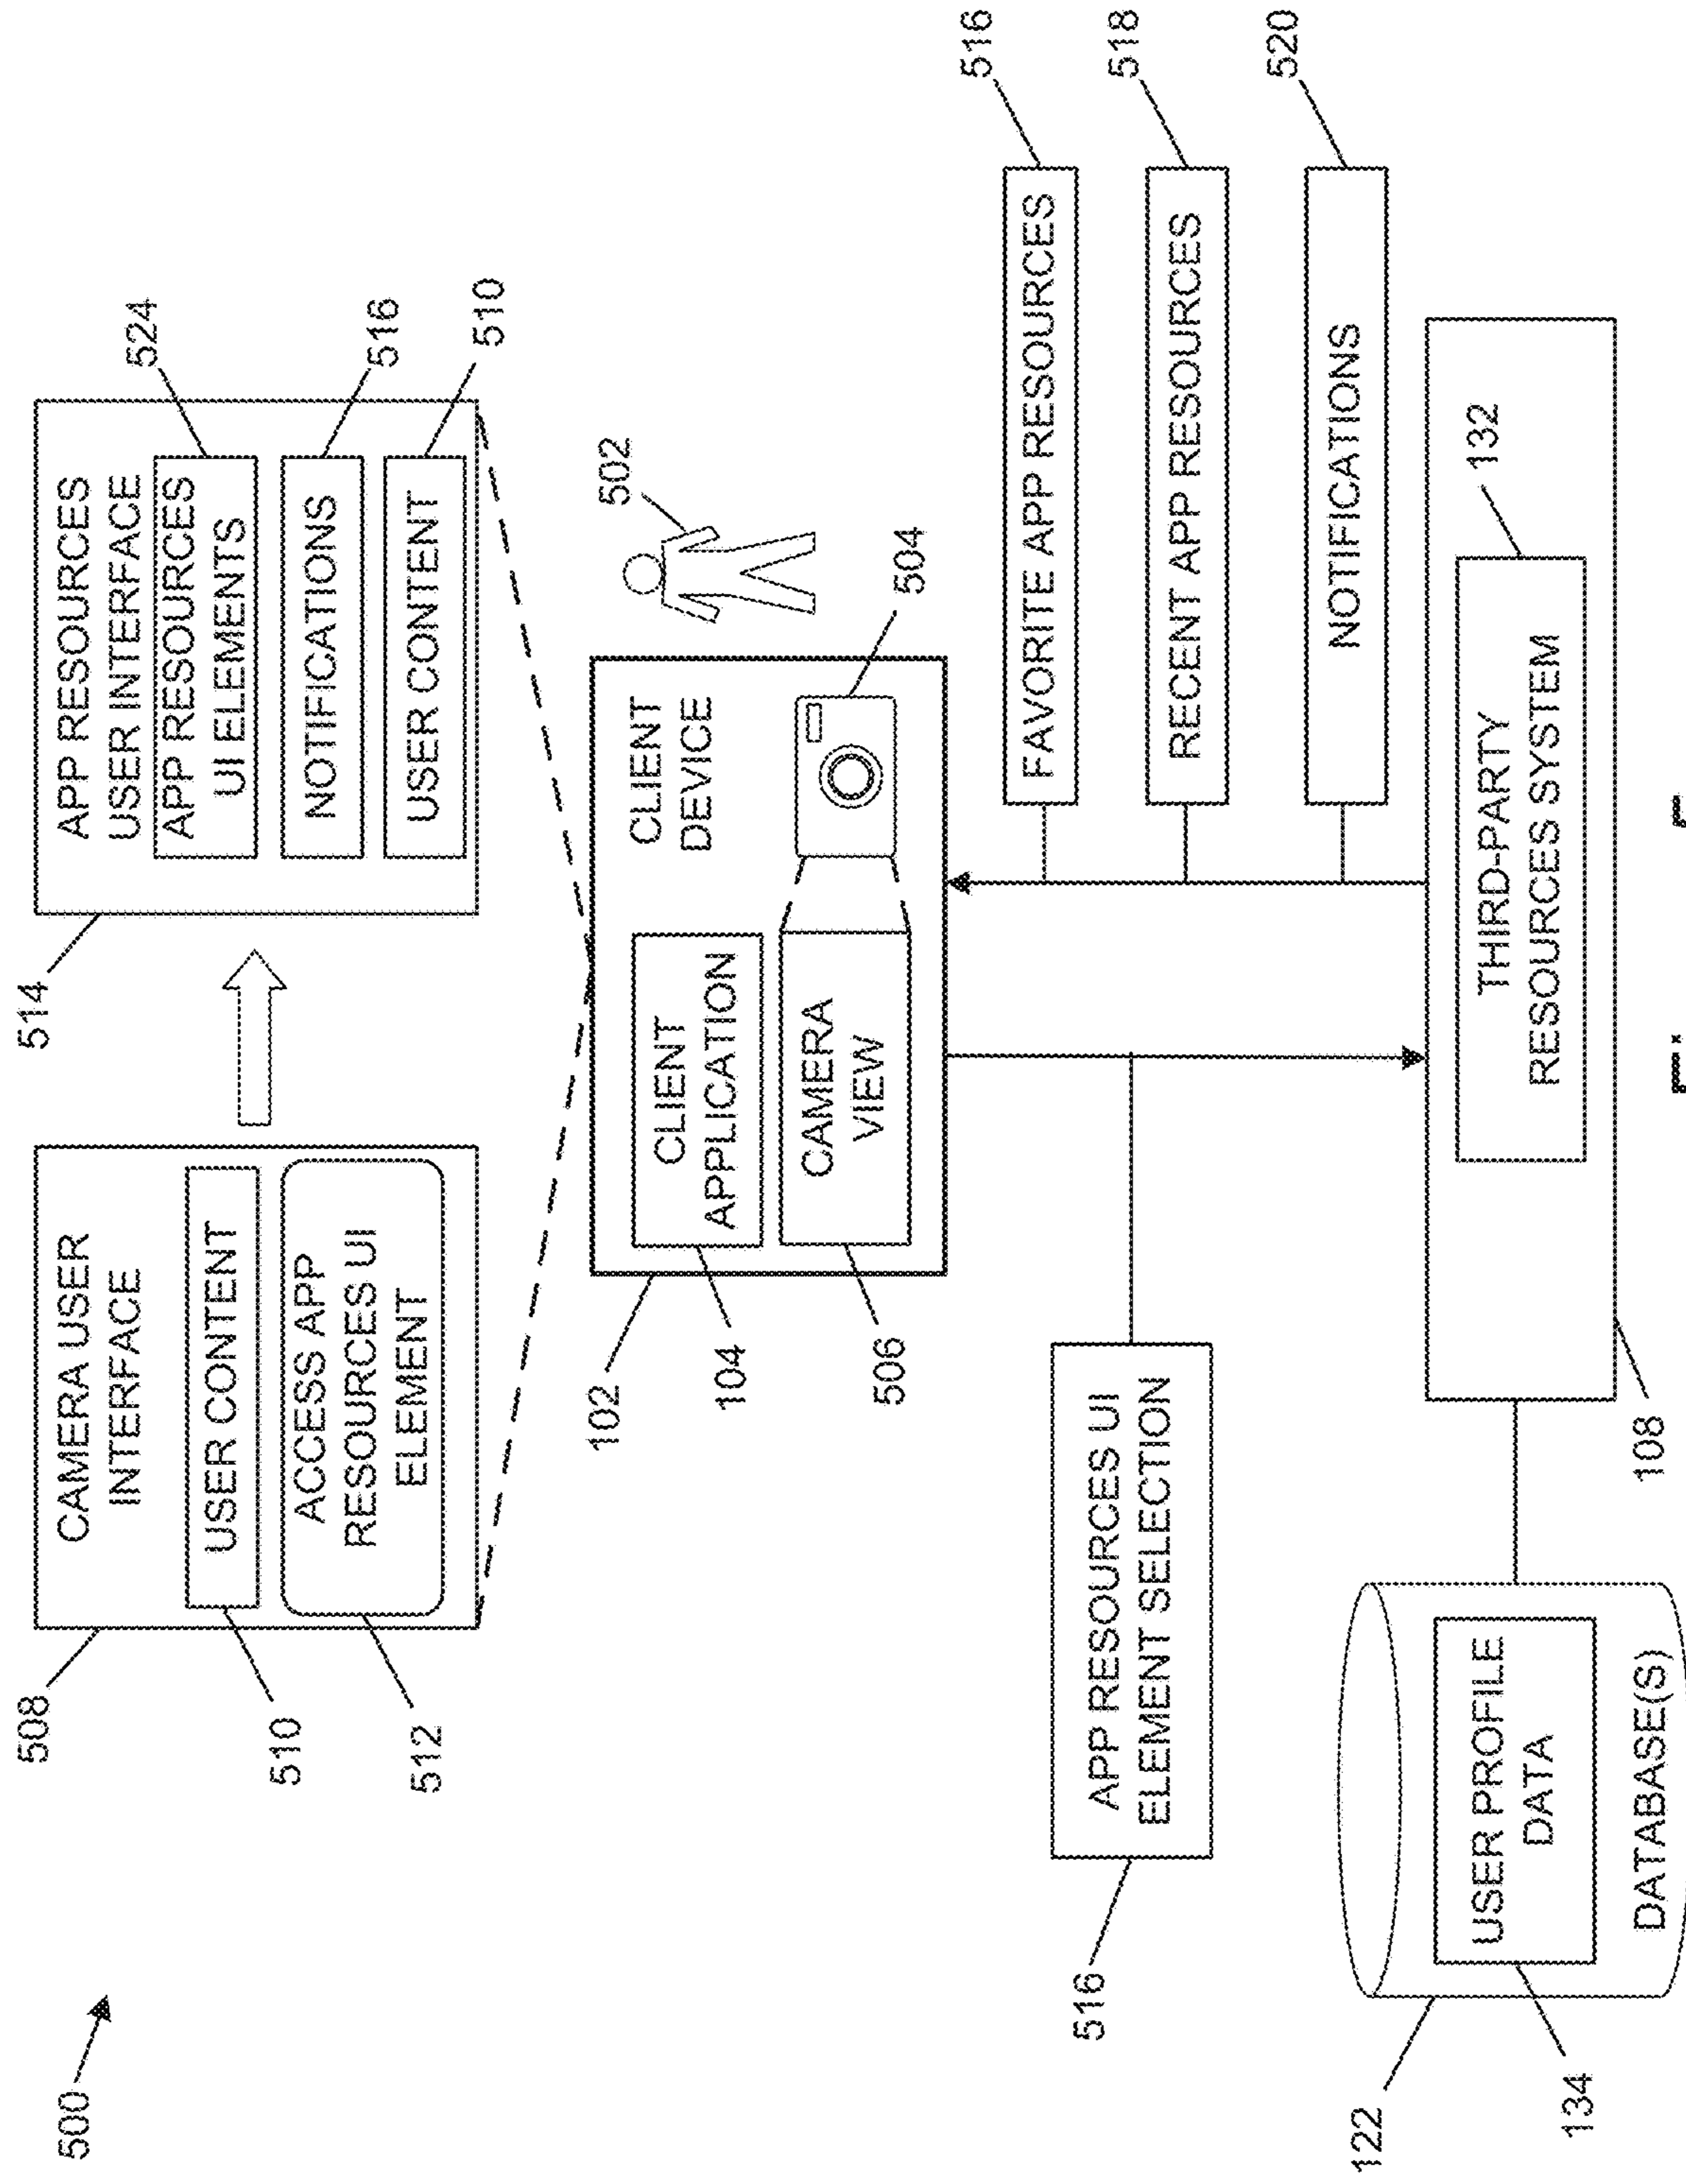 500
508
CAMERA USER
INTERFACE
USER CONTENT
510
ACCESS APP
RESOURCES UI
ELEMENT
512
514
APP RESOURCES
USER INTERFACE
APP RESOURCES
UI ELEMENTS
524
NOTIFICATIONS
516
USER CONTENT
510
502
CLIENT
DEVICE
CLIENT
APPLICATION
CAMERA
VIEW
504
102
104
506
APP RESOURCES UI
ELEMENT SELECTION
516
FAVORITE APP RESOURCES
516
RECENT APP RESOURCES
518
NOTIFICATIONS
520
THIRD-PARTY
RESOURCES SYSTEM
132
108
USER PROFILE
DATA
DATABASE(S)
122
134